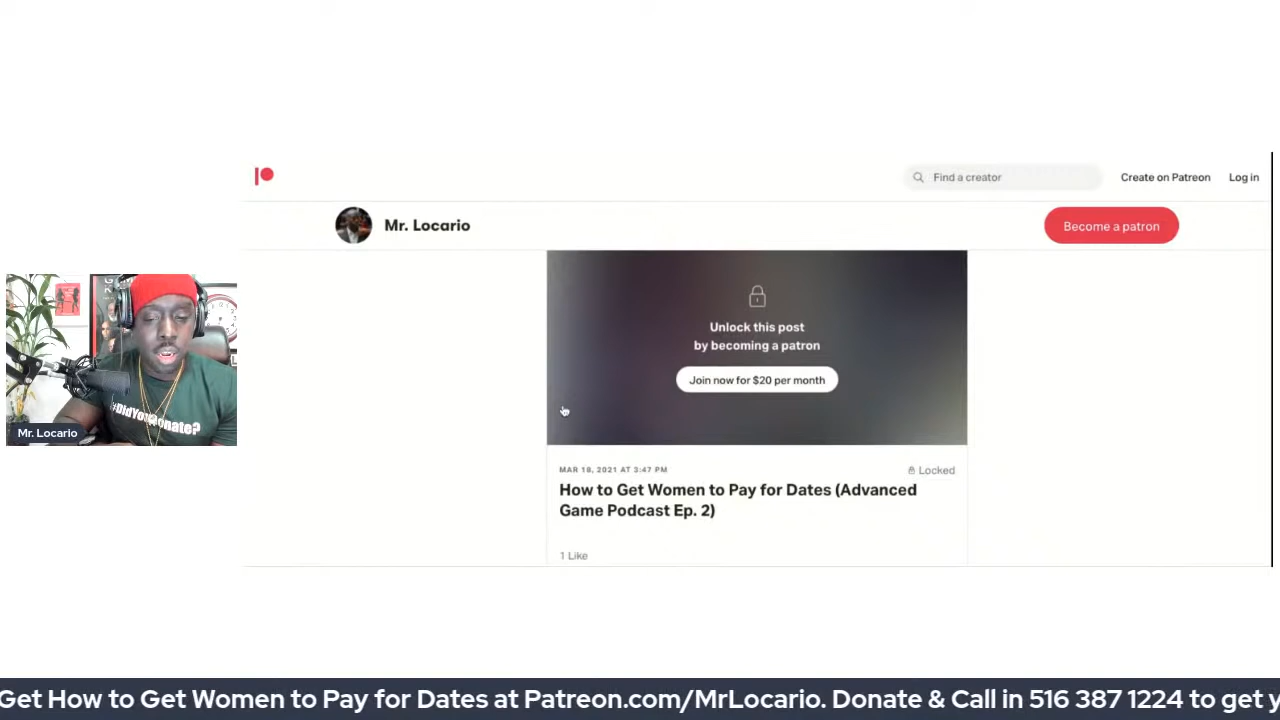 Find a creator
Create on Patreon
Log in
Mr. Locario
Become a patron
Unlock this post
by becoming a patron
Join now for $20 per month
#DidYouDonate?
Mr. Locario
MAR 18, 2021 AT 3:47 PM
Locked
How to Get Women to Pay for Dates (Advanced
Game Podcast Ep. 2)
1 Like
Get How to Get Women to Pay for Dates at Patreon.com/MrLocario. Donate & Call in 516 387 1224 to get y